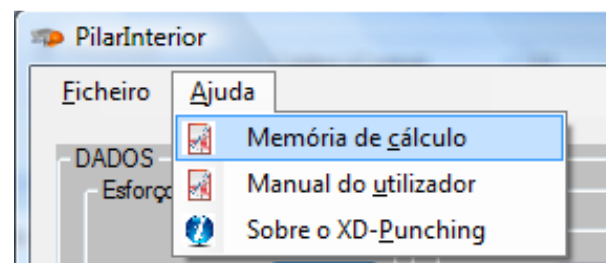 PilarInterior
Ficheiro Ajuda
Memória de cálculo
DADOS
Manual do utilizador
Sobre o XD-Punching